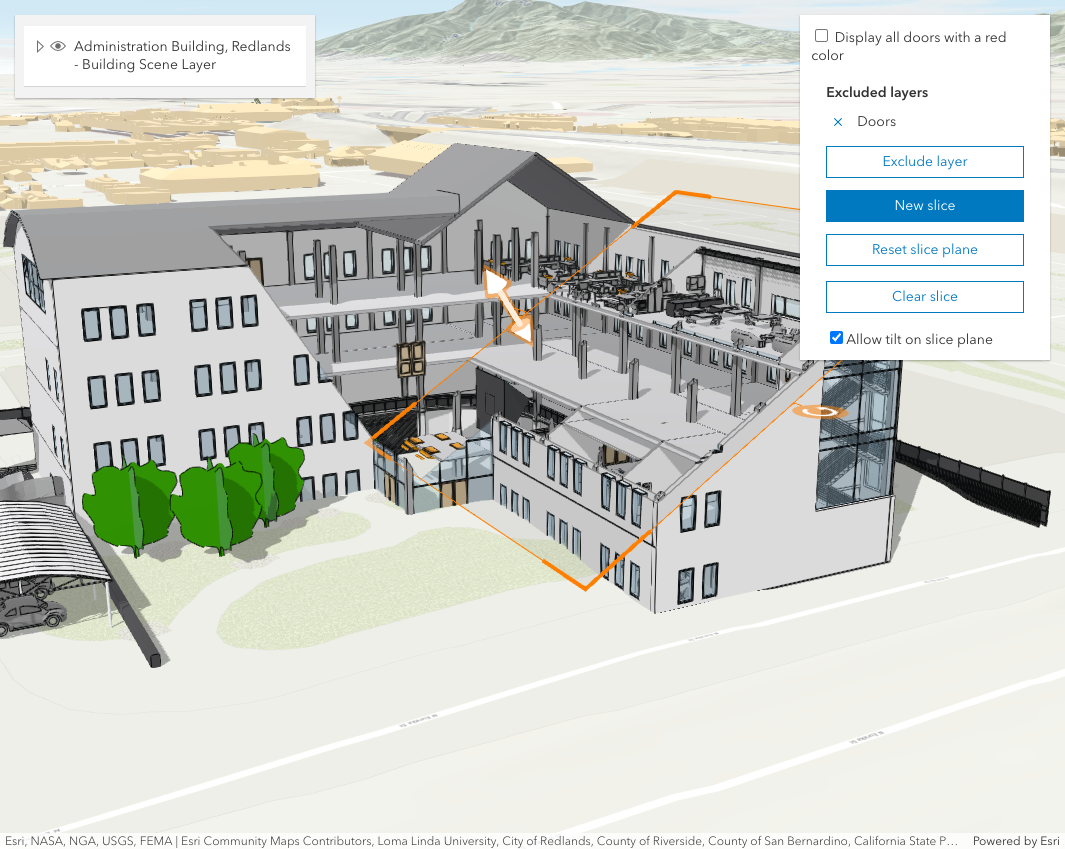 Administration Building, Redlands
- Building Scene Layer
Display all doors with a red
color
Excluded layers
Doors
Exclude layer
New slice
Reset slice plane
Clear slice
Allow tilt on slice plane
Esri, NASA, NGA, USGS, FEMA | Esri Community Maps Contributors, Loma Linda University, City of Redlands, County of Riverside, County of San Bernardino, California State P… Powered by Esri